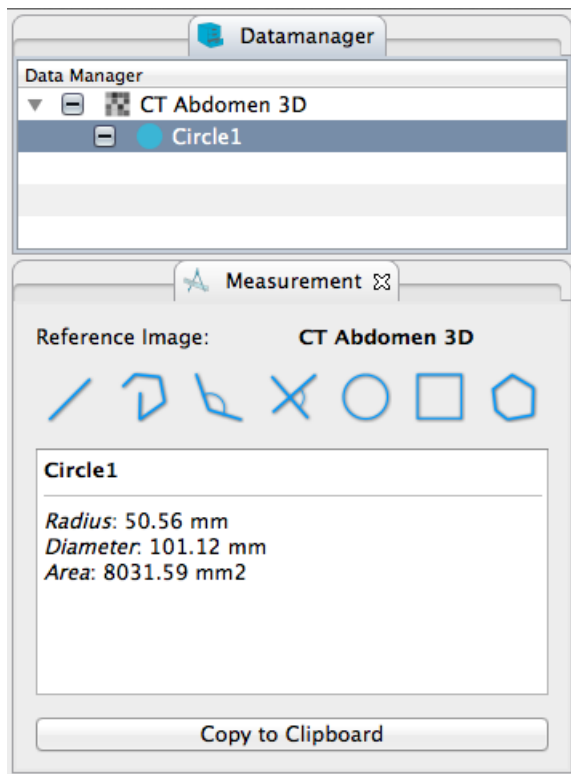 Datamanager
Data Manager
CT Abdomen 3D
Circle1
Measurement
Reference Image: CT Abdomen 3D
Circle1
Radius: 50.56 mm
Diameter: 101.12 mm
Area: 8031.59 mm2
Copy to Clipboard